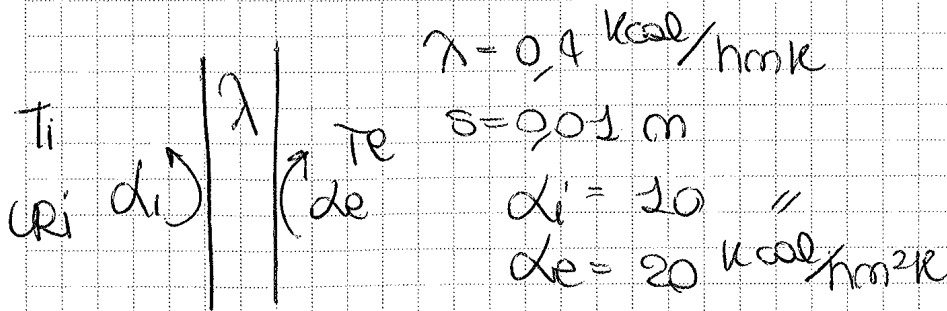 λ = 0,4 kcal/hmK
Ti λ Te s = 0,01 m
URi αi αe αi = 10 〃
αe = 20 kcal/hm²K